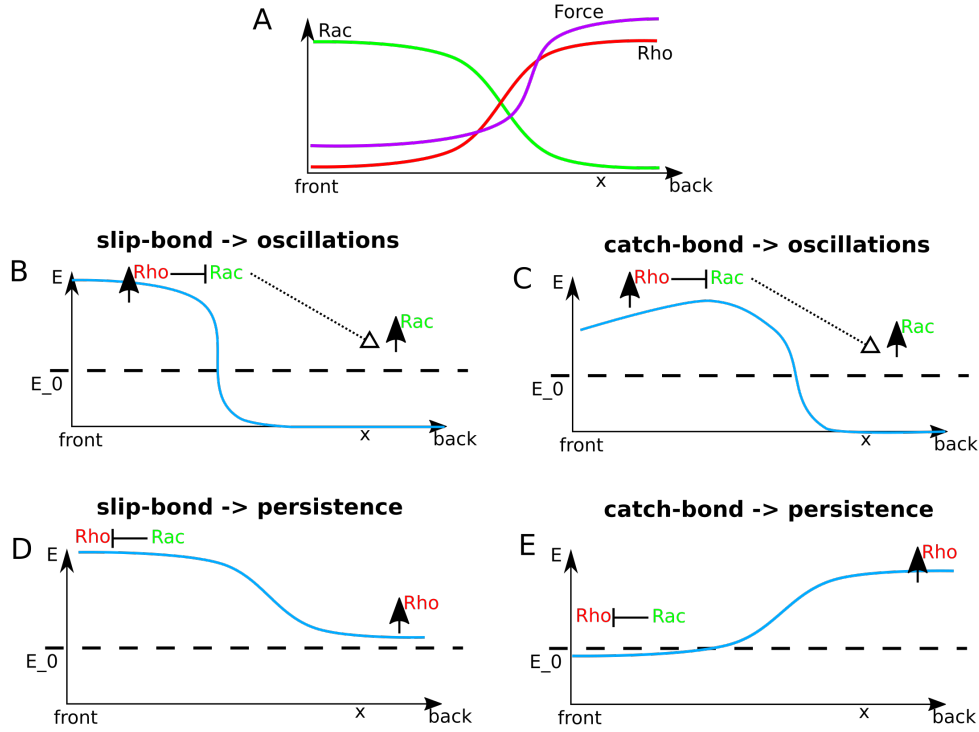 A
Rac
Force
Rho
front
x
back
slip-bond -> oscillations
B
E
Rho
Rac
Rac
E_0
front
x
back
catch-bond -> oscillations
C
E
Rho
Rac
Rac
E_0
front
x
back
slip-bond -> persistence
D
E
Rho
Rac
Rho
E_0
front
x
back
catch-bond -> persistence
E
E
Rho
Rho
Rac
E_0
front
x
back